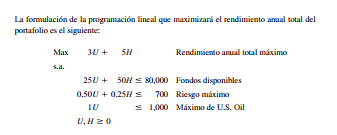 La formulación de la programación lineal que maximizará el rendimiento anual total del
portafolio es el siguiente:
Max 3U + 5H Rendimiento anual total máximo
s.a.
25U + 50H ≤ 80,000 Fondos disponibles
0.50U + 0.25H ≤ 700 Riesgo máximo
1U ≤ 1,000 Máximo de U.S. Oil
U, H ≥ 0